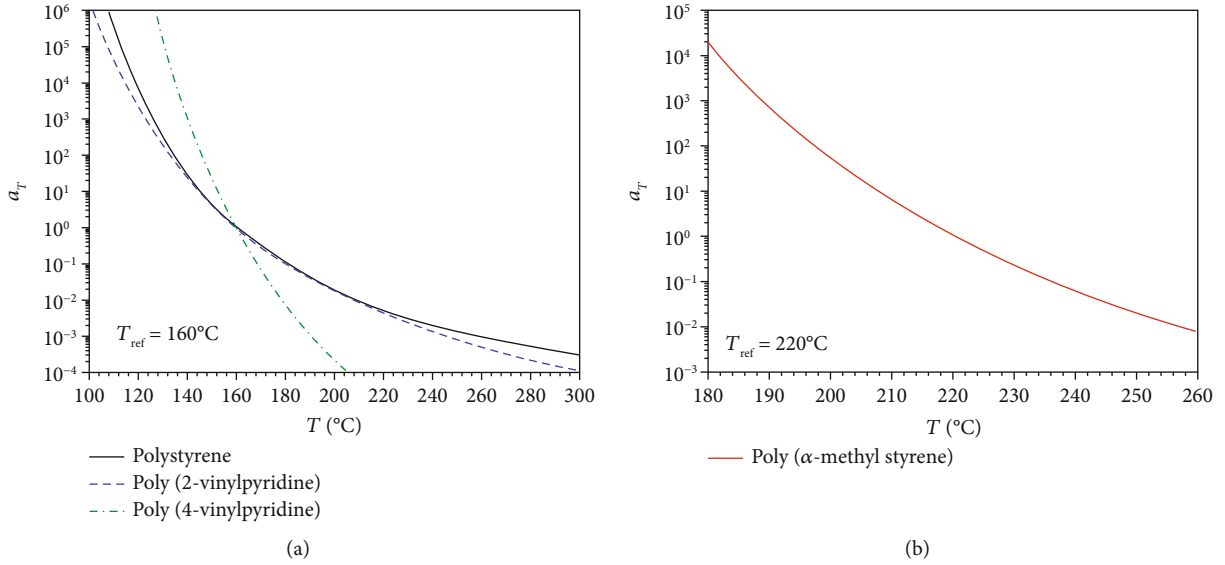 10^6
10^5
10^4
10^3
10^2
10^1
10^0
10^-1
10^-2
10^-3
10^-4
a_T
T_ref = 160°C
100 120 140 160 180 200 220 240 260 280 300
T (°C)
Polystyrene
Poly (2-vinylpyridine)
Poly (4-vinylpyridine)
(a)
10^5
10^4
10^3
10^2
10^1
10^0
10^-1
10^-2
10^-3
a_T
T_ref = 220°C
180 190 200 210 220 230 240 250 260
T (°C)
Poly (α-methyl styrene)
(b)